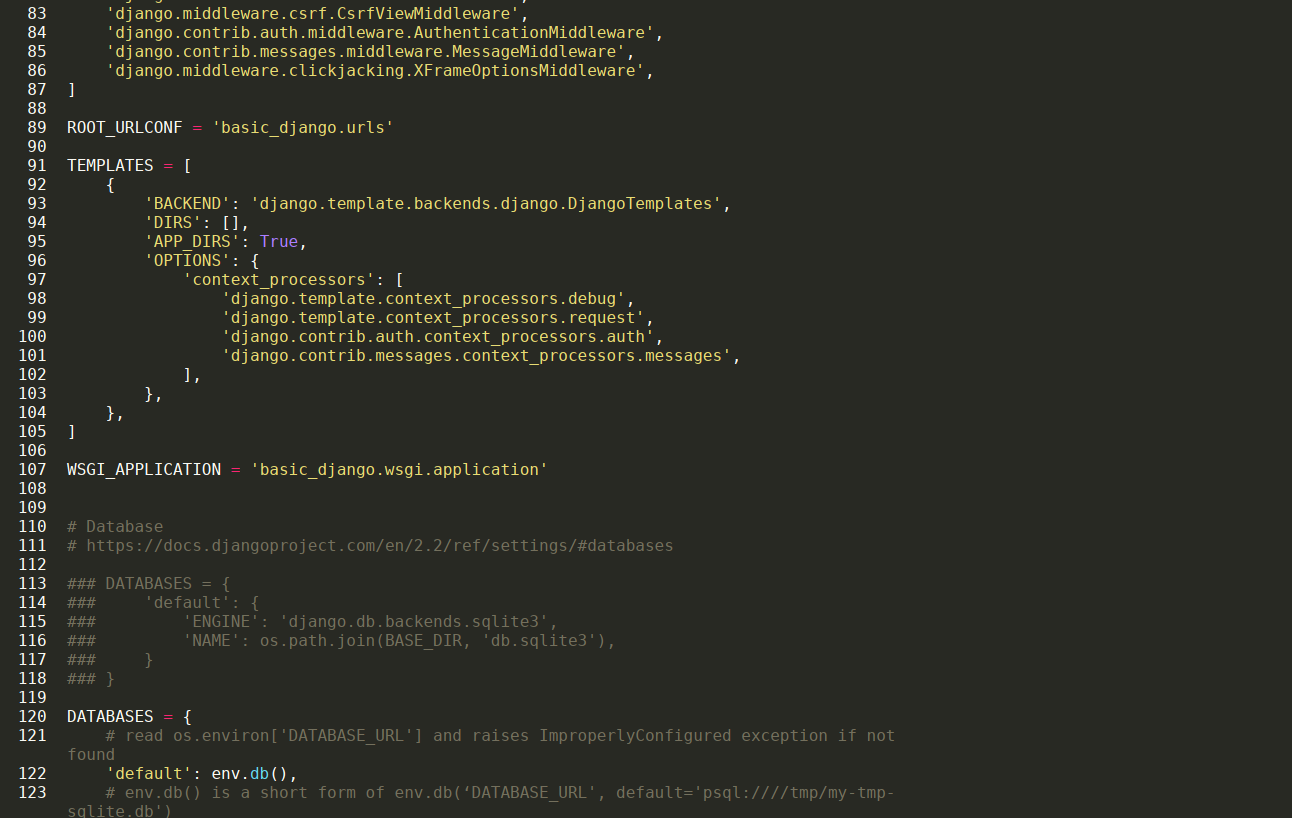 83 'django.middleware.csrf.CsrfViewMiddleware',
84 'django.contrib.auth.middleware.AuthenticationMiddleware',
85 'django.contrib.messages.middleware.MessageMiddleware',
86 'django.middleware.clickjacking.XFrameOptionsMiddleware',
87 ]
88
89 ROOT_URLCONF = 'basic_django.urls'
90
91 TEMPLATES = [
92 {
93 'BACKEND': 'django.template.backends.django.DjangoTemplates',
94 'DIRS': [],
95 'APP_DIRS': True,
96 'OPTIONS': {
97 'context_processors': [
98 'django.template.context_processors.debug',
99 'django.template.context_processors.request',
100 'django.contrib.auth.context_processors.auth',
101 'django.contrib.messages.context_processors.messages',
102 ],
103 },
104 },
105 ]
106
107 WSGI_APPLICATION = 'basic_django.wsgi.application'
108
109
110 # Database
111 # https://docs.djangoproject.com/en/2.2/ref/settings/#databases
112
113 ### DATABASES = {
114 ### 'default': {
115 ### 'ENGINE': 'django.db.backends.sqlite3',
116 ### 'NAME': os.path.join(BASE_DIR, 'db.sqlite3'),
117 ### }
118 ### }
119
120 DATABASES = {
121 # read os.environ['DATABASE_URL'] and raises ImproperlyConfigured exception if not
found
122 'default': env.db(),
123 # env.db() is a short form of env.db(‘DATABASE_URL', default='psql:////tmp/my-tmp-
sqlite.db')